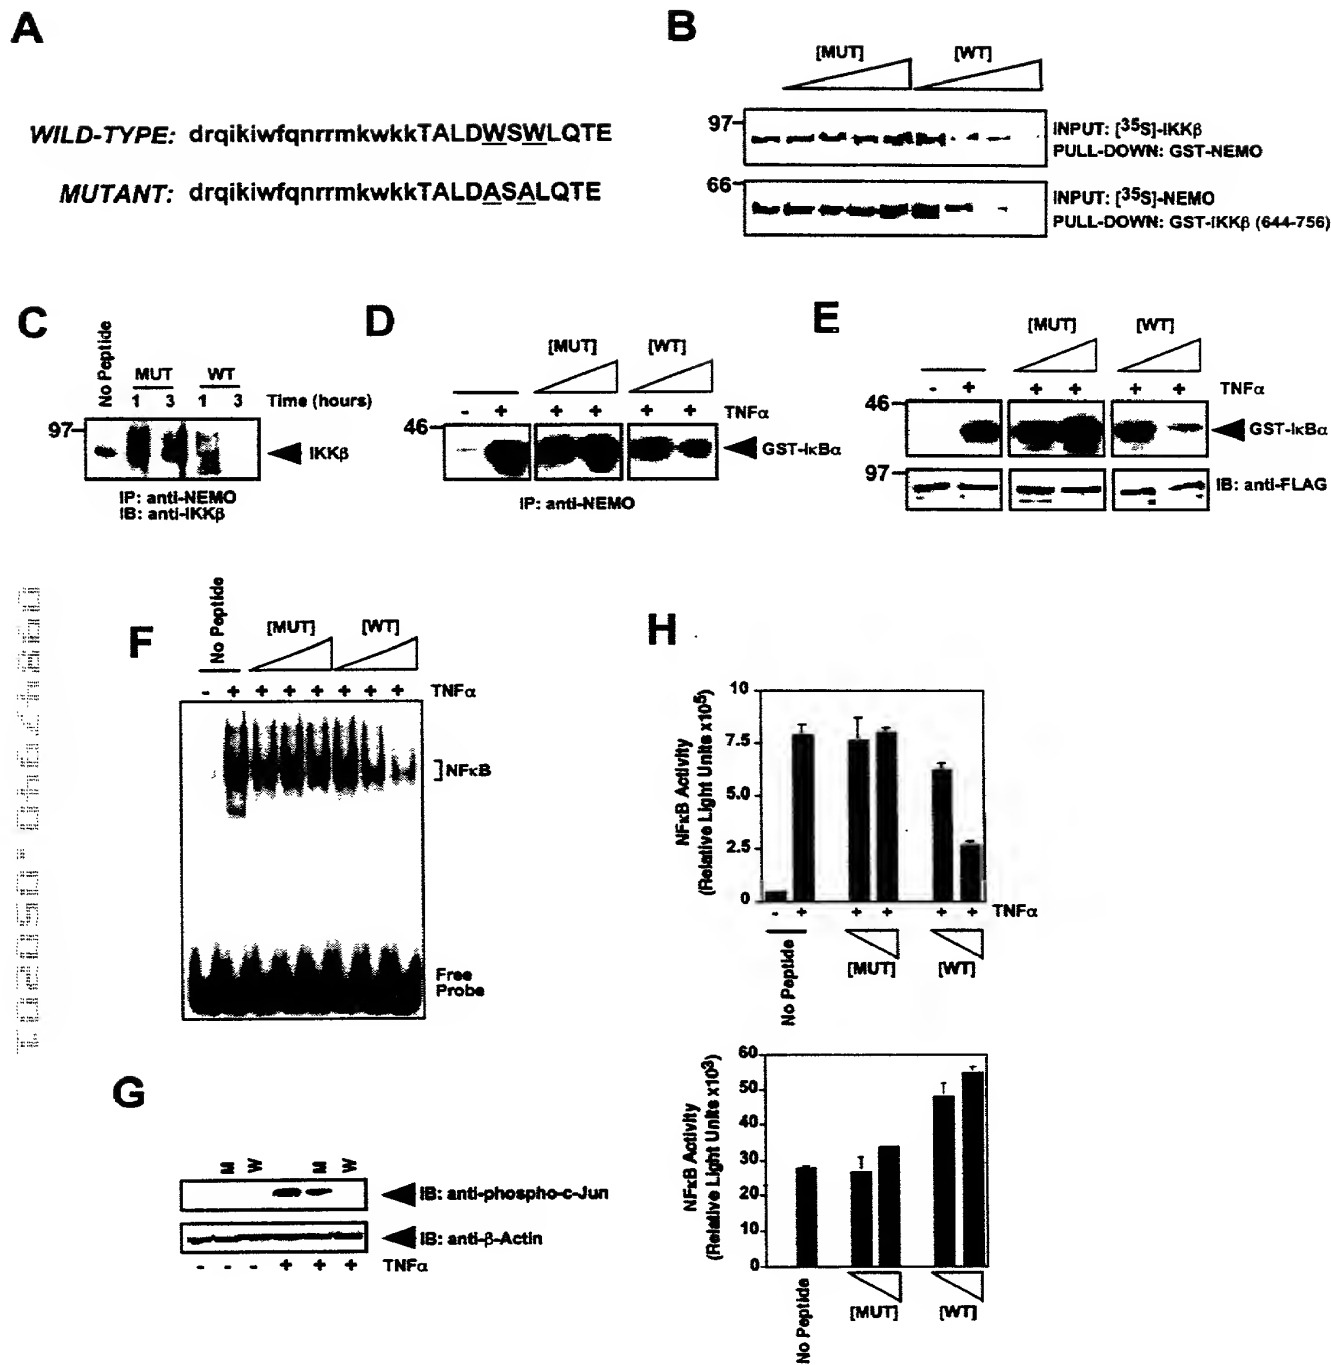 A
WILD-TYPE: drqikiwfqnrrmkwkkTALDWSWLQTE
MUTANT: drqikiwfqnrrmkwkkTALDASALQTE
B
[MUT] [WT]
97
INPUT: [35S]-IKKβ
PULL-DOWN: GST-NEMO
66
INPUT: [35S]-NEMO
PULL-DOWN: GST-IKKβ (644-756)
C
No Peptide
MUT WT
1 3 1 3 Time (hours)
97
IKKβ
IP: anti-NEMO
IB: anti-IKKβ
D
[MUT] [WT]
- + + + + + TNFα
46
GST-IκBα
IP: anti-NEMO
E
[MUT] [WT]
- + + + + + TNFα
46
GST-IκBα
97
IB: anti-FLAG
F
No Peptide
[MUT] [WT]
- + + + + + + + TNFα
NFκB
Free
Probe
G
M W M W
IB: anti-phospho-c-Jun
IB: anti-β-Actin
- - - + + + TNFα
H
NFκB Activity
(Relative Light Units x10⁵)
10
7.5
5.0
2.5
0
- + + + + + TNFα
No Peptide
[MUT] [WT]
NFκB Activity
(Relative Light Units x10³)
60
50
40
30
20
10
0
No Peptide
[MUT] [WT]